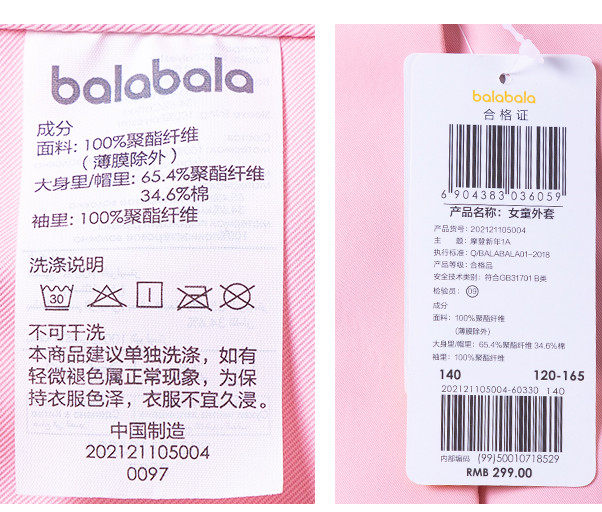 balabala
成分
面料: 100%聚酯纤维
(薄膜除外)
大身里/帽里: 65.4%聚酯纤维
34.6%棉
袖里: 100%聚酯纤维
洗涤说明
30
不可干洗
本商品建议单独洗涤，如有
轻微褪色属正常现象，为保
持衣服色泽，衣服不宜久浸。
中国制造
202121105004
0097
balabala
合格证
6 904383 036059
产品名称: 女童外套
产品货号: 202121105004
主 题: 摩登新年1A
执行标准: Q/BALABALA01-2018
产品等级: 合格品
安全技术类别: 符合GB31701 B类
检验员: 09
成分
面料: 100%聚酯纤维
(薄膜除外)
大身里/帽里: 65.4%聚酯纤维 34.6%棉
袖里: 100%聚酯纤维
140 120-165
202121105004-60330 140
内部编码 (99)50010718529
RMB 299.00